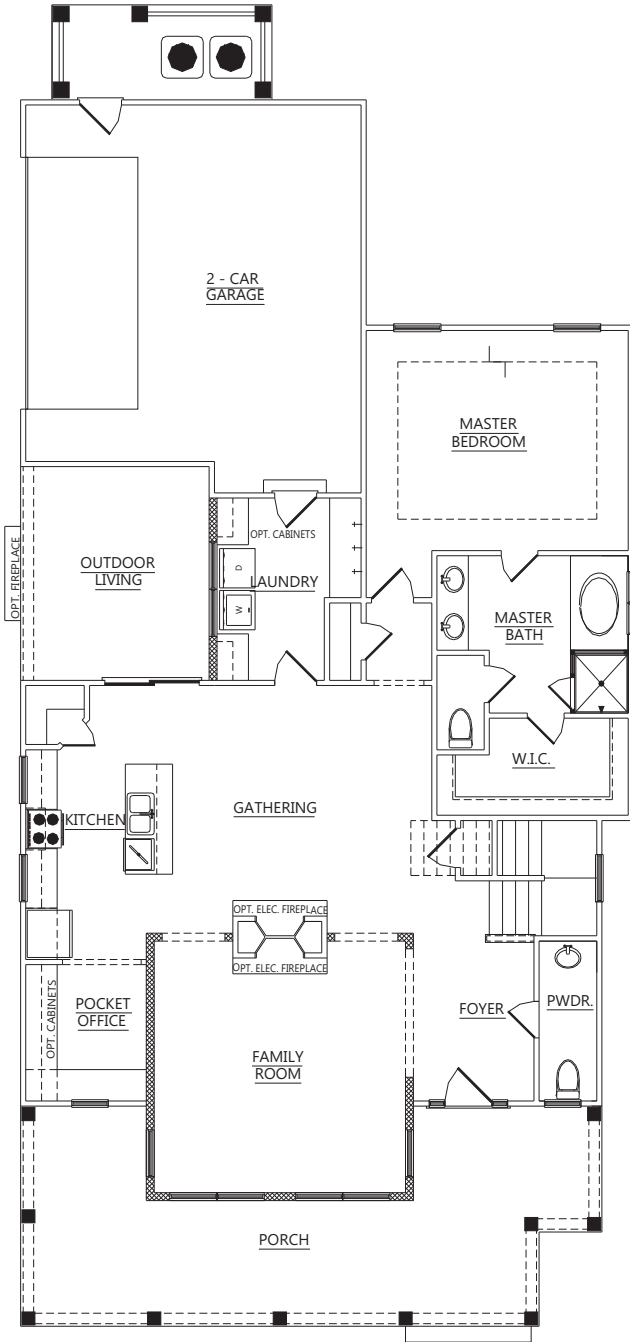 2 - CAR
GARAGE
MASTER
BEDROOM
OPT. CABINETS
OPT. FIREPLACE
OUTDOOR
LIVING
D
LAUNDRY
W
MASTER
BATH
W.I.C.
GATHERING
KITCHEN
OPT. ELEC. FIREPLACE
OPT. ELEC. FIREPLACE
OPT. CABINETS
POCKET
OFFICE
FOYER
PWDR.
FAMILY
ROOM
PORCH